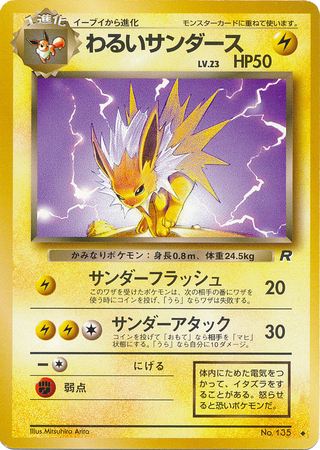 1進化
イーブイから進化
モンスターカードに重ねて使います。
わるいサンダース
LV.23
HP50
かみなりポケモン：身長0.8m、体重24.5kg
R
サンダーフラッシュ
20
このワザを受けたポケモンは、次の相手の番にワザを
使う時にコインを投げ、「うら」ならワザは失敗する。
サンダーアタック
30
コインを投げて「おもて」なら相手を「マヒ」
状態にする。「うら」なら自分に10ダメージ。
にげる
弱点
体内にためた電気をつ
かって、イタズラをする
ことがある。怒らせる
と恐いポケモンだ。
Illus. Mitsuhiro Arita
No. 135